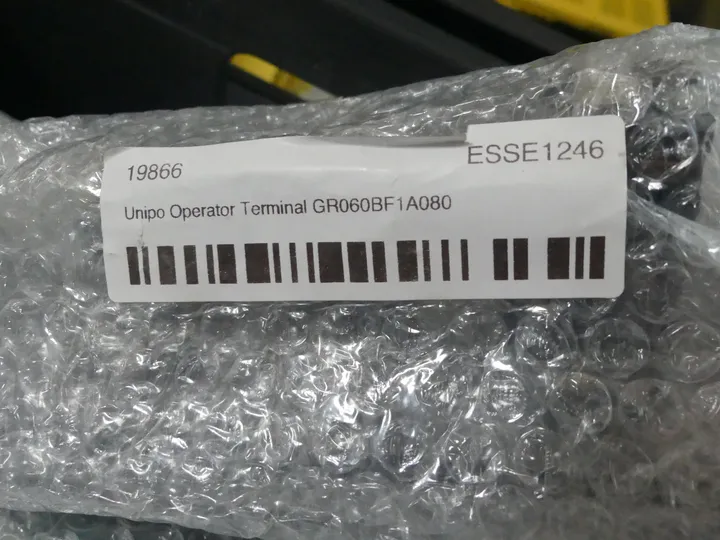 19866
ESSE1246
Unipo Operator Terminal GR060BF1A080